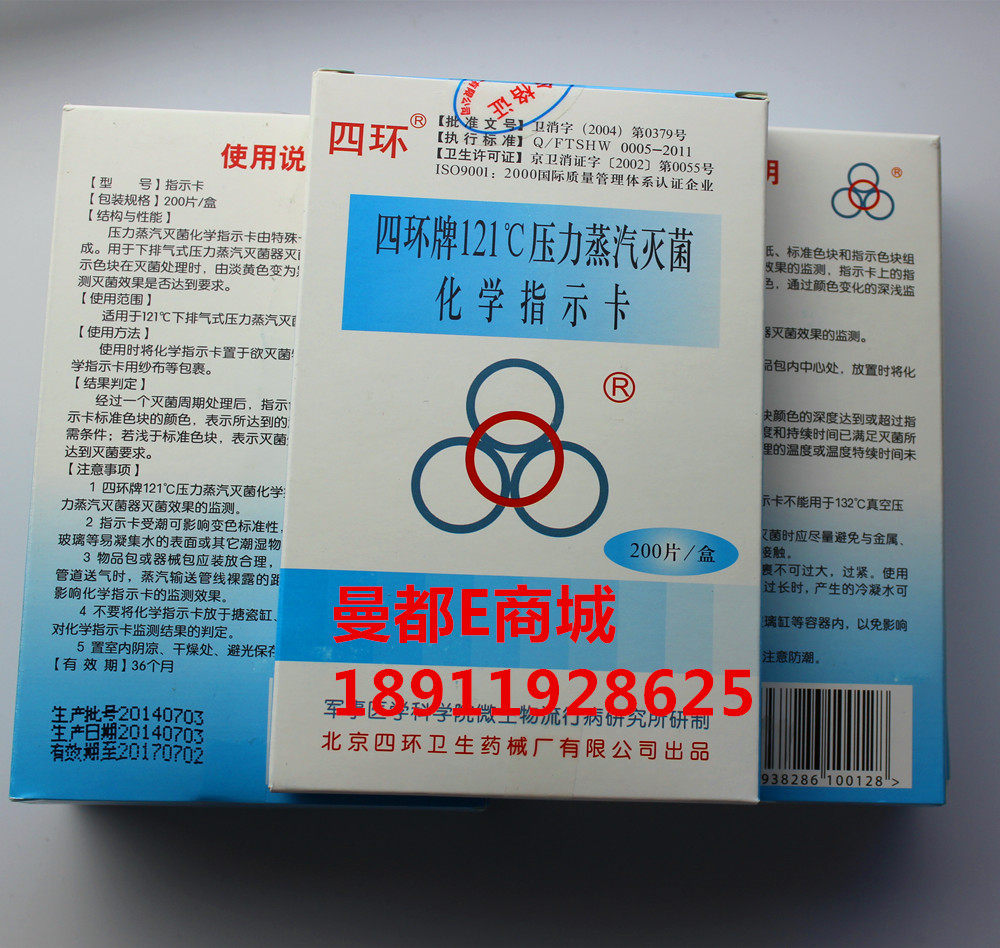 四环®
【批准文号】卫消字(2004)第0379号
【执行标准】Q/FTSHW 0005-2011
【卫生许可证】京卫消证字[2002]第0055号
ISO9001:2000国际质量管理体系认证企业
格证
有限公司
四环牌121℃压力蒸汽灭菌
化学指示卡
®
200片/盒
曼都E商城
18911928625
军事医学科学院微生物流行病研究所研制
北京四环卫生药械厂有限公司出品
使用说
【型 号】指示卡
【包装规格】200片/盒
【结构与性能】
压力蒸汽灭菌化学指示卡由特殊
成。用于下排气式压力蒸汽灭菌器灭
示色块在灭菌处理时,由淡黄色变为
测灭菌效果是否达到要求。
【使用范围】
适用于121℃下排气式压力蒸汽灭
【使用方法】
使用时将化学指示卡置于欲灭菌
学指示卡用纱布等包裹。
【结果判定】
经过一个灭菌周期处理后,指示
示卡标准色块的颜色,表示所达到的
需条件;若浅于标准色块,表示灭菌
达到灭菌要求。
【注意事项】
1 四环牌121℃压力蒸汽灭菌化学
力蒸汽灭菌器灭菌效果的监测。
2 指示卡受潮可影响变色标准性,
玻璃等易凝集水的表面或其它潮湿物
3 物品包或器械包应装放合理,
管道送气时,蒸汽输送管线裸露的距
影响化学指示卡的监测效果。
4 不要将化学指示卡放于搪瓷缸、
对化学指示卡监测结果的判定。
5 置室内阴凉、干燥处、避光保存
【有 效 期】36个月
生产批号20140703
生产日期20140703
有效期至20170702
明
®
纸、标准色块和指示色块组
效果的监测,指示卡上的指
色,通过颜色变化的深浅监
器灭菌效果的监测。
品包内中心处,放置时将化
块颜色的深度达到或超过指
度和持续时间已满足灭菌所
理的温度或温度持续时间未
示卡不能用于132℃真空压
灭菌时应尽量避免与金属、
接触。
裹不可过大,过紧。使用
过长时,产生的冷凝水可
璃缸等容器内,以免影响
注意防潮。
938286 100128 >